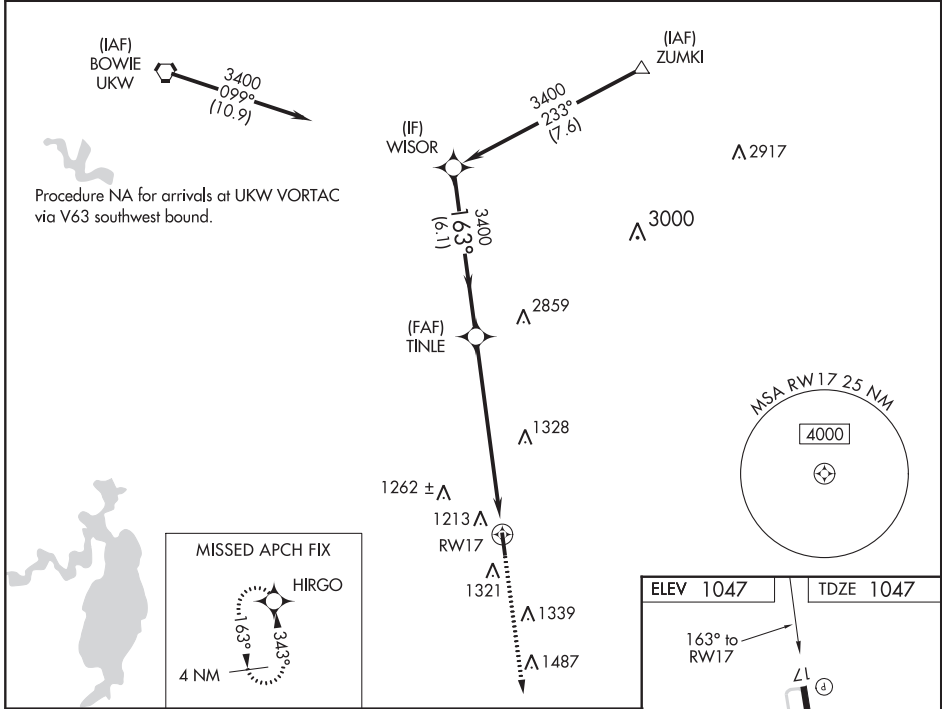 (IAF)
BOWIE
UKW
3400
099°
(10.9)
(IAF)
ZUMKI
3400
233°
(7.6)
(IF)
WISOR
2917
Procedure NA for arrivals at UKW VORTAC
via V63 southwest bound.
3000
3400
163°
(6.1)
2859
(FAF)
TINLE
MSA RW17 25 NM
4000
1328
1262 ±
1213
RW17
1321
1339
1487
MISSED APCH FIX
HIRGO
163°
343°
4 NM
ELEV 1047
TDZE 1047
163° to
RW17
17
P